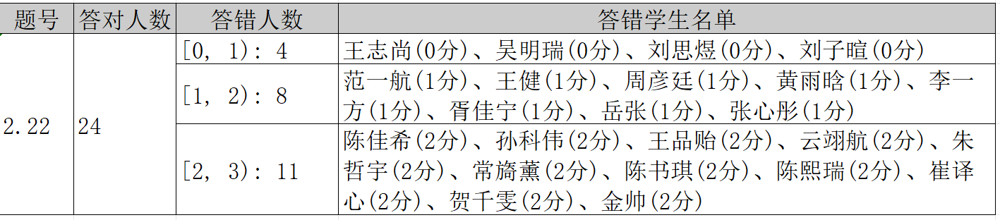 题号 答对人数 答错人数 答错学生名单
[0, 1): 4 王志尚(0分)、吴明瑞(0分)、刘思煜(0分)、刘子暄(0分)
范一航(1分)、王健(1分)、周彦廷(1分)、黄雨晗(1分)、李一
[1, 2): 8
方(1分)、胥佳宁(1分)、岳张(1分)、张心彤(1分)
2.22 24
陈佳希(2分)、孙科伟(2分)、王品贻(2分)、云翊航(2分)、朱
[2, 3): 11 哲宇(2分)、常旖薰(2分)、陈书琪(2分)、陈熙瑞(2分)、崔译
心(2分)、贺千雯(2分)、金帅(2分)